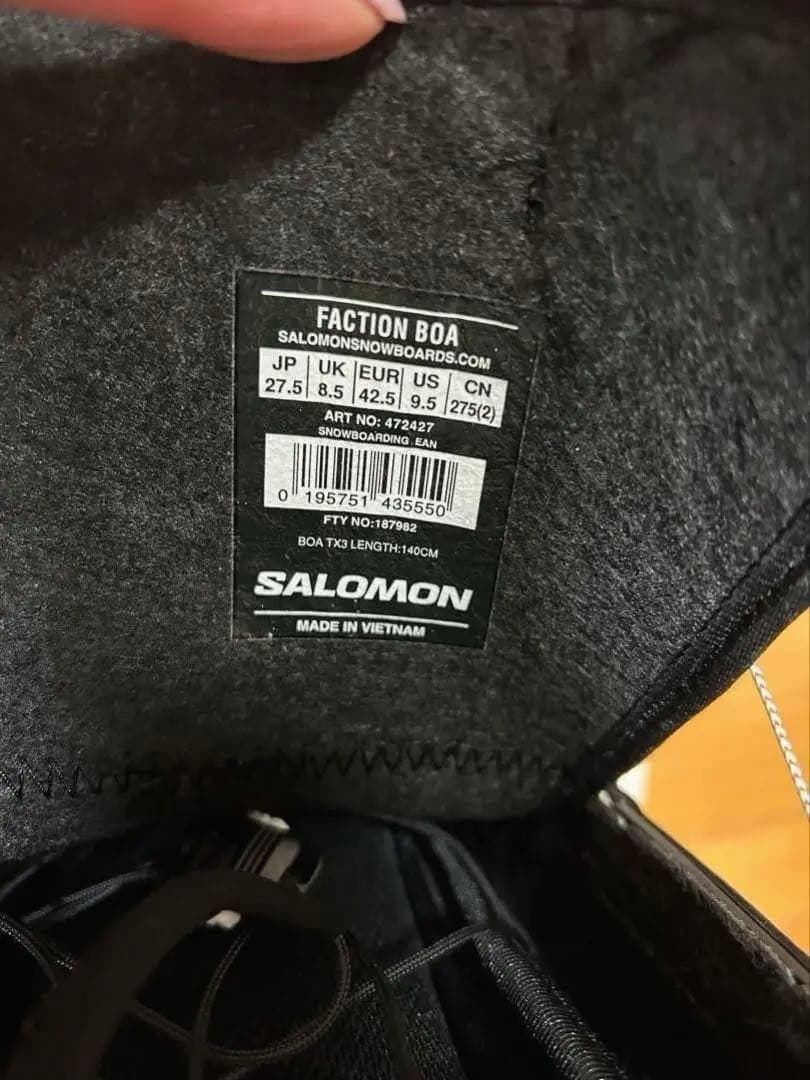 FACTION BOA
SALOMONSNOWBOARDS.COM
JP UK EUR US CN
27.5 8.5 42.5 9.5 275(2)
ART NO: 472427
SNOWBOARDING EAN
0 195751 435550
FTY NO:187982
BOA TX3 LENGTH:140CM
SALOMON
MADE IN VIETNAM